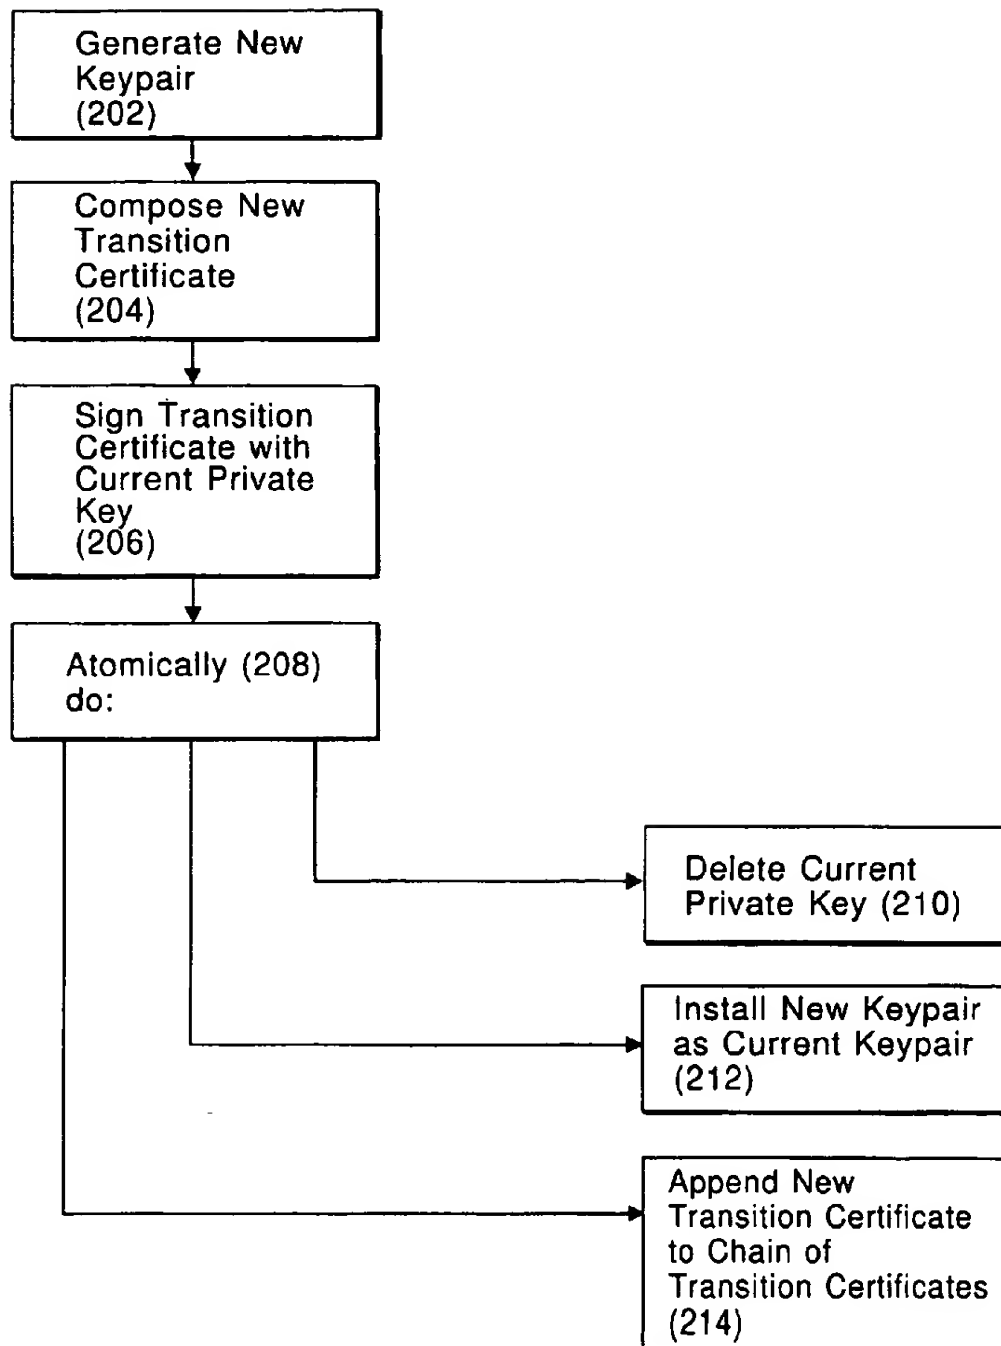 Generate New
Keypair
(202)
Compose New
Transition
Certificate
(204)
Sign Transition
Certificate with
Current Private
Key
(206)
Atomically (208)
do:
Delete Current
Private Key (210)
Install New Keypair
as Current Keypair
(212)
Append New
Transition Certificate
to Chain of
Transition Certificates
(214)